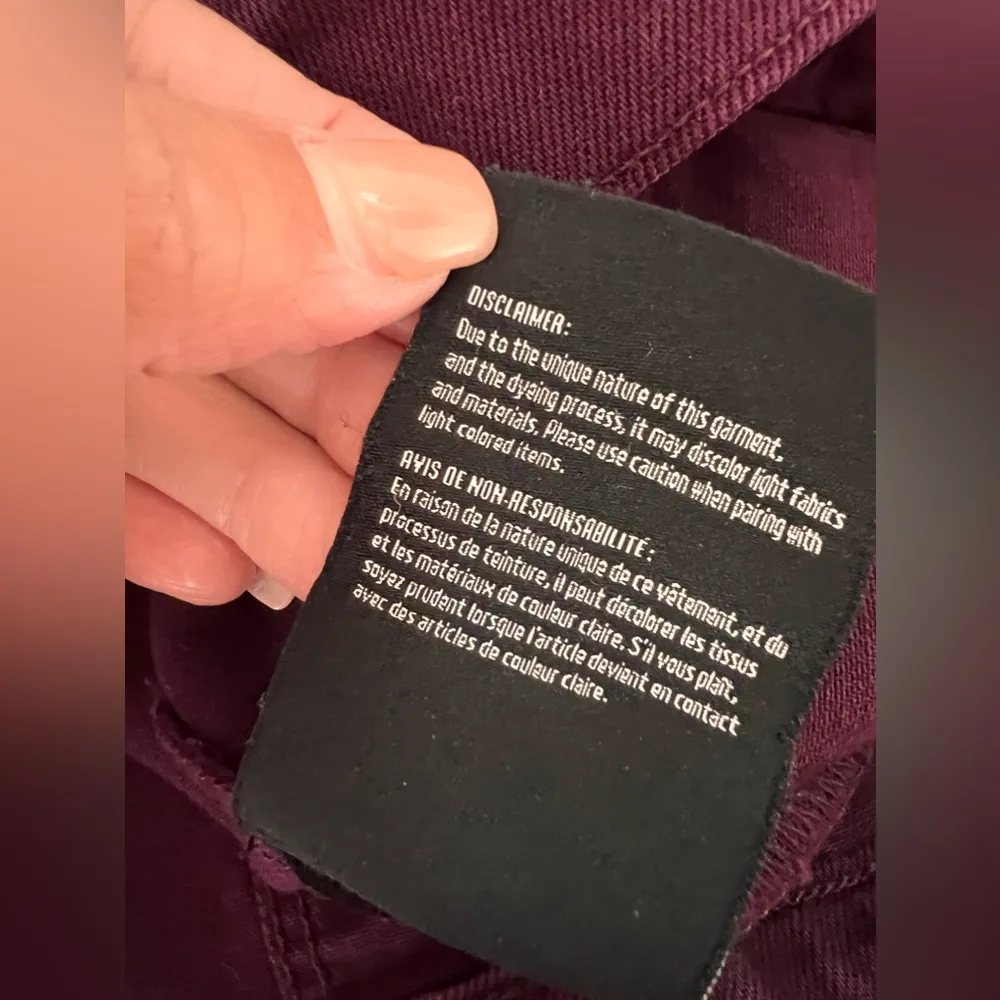 DISCLAIMER:
Due to the unique nature of this garment,
and the dyeing process, it may discolor light fabrics
and materials. Please use caution when pairing with
light colored items.
AVIS DE NON-RESPONSABILITÉ:
En raison de la nature unique de ce vêtement, et du
processus de teinture, il peut décolorer les tissus
et les matériaux de couleur claire. S'il vous plaît,
soyez prudent lorsque l'article devient en contact
avec des articles de couleur claire.